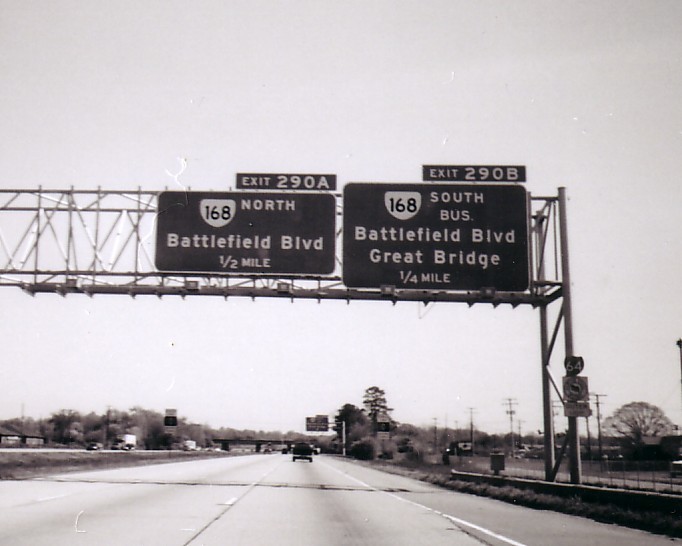 EXIT 290A
168 NORTH
Battlefield Blvd
1/2 MILE
EXIT 290B
168 SOUTH
BUS.
Battlefield Blvd
Great Bridge
1/4 MILE
64